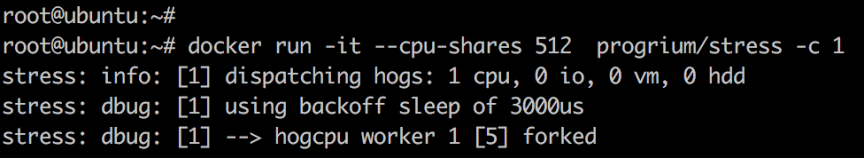 root@ubuntu:~#
root@ubuntu:~# docker run -it --cpu-shares 512  progrium/stress -c 1
stress: info: [1] dispatching hogs: 1 cpu, 0 io, 0 vm, 0 hdd
stress: dbug: [1] using backoff sleep of 3000us
stress: dbug: [1] --> hogcpu worker 1 [5] forked